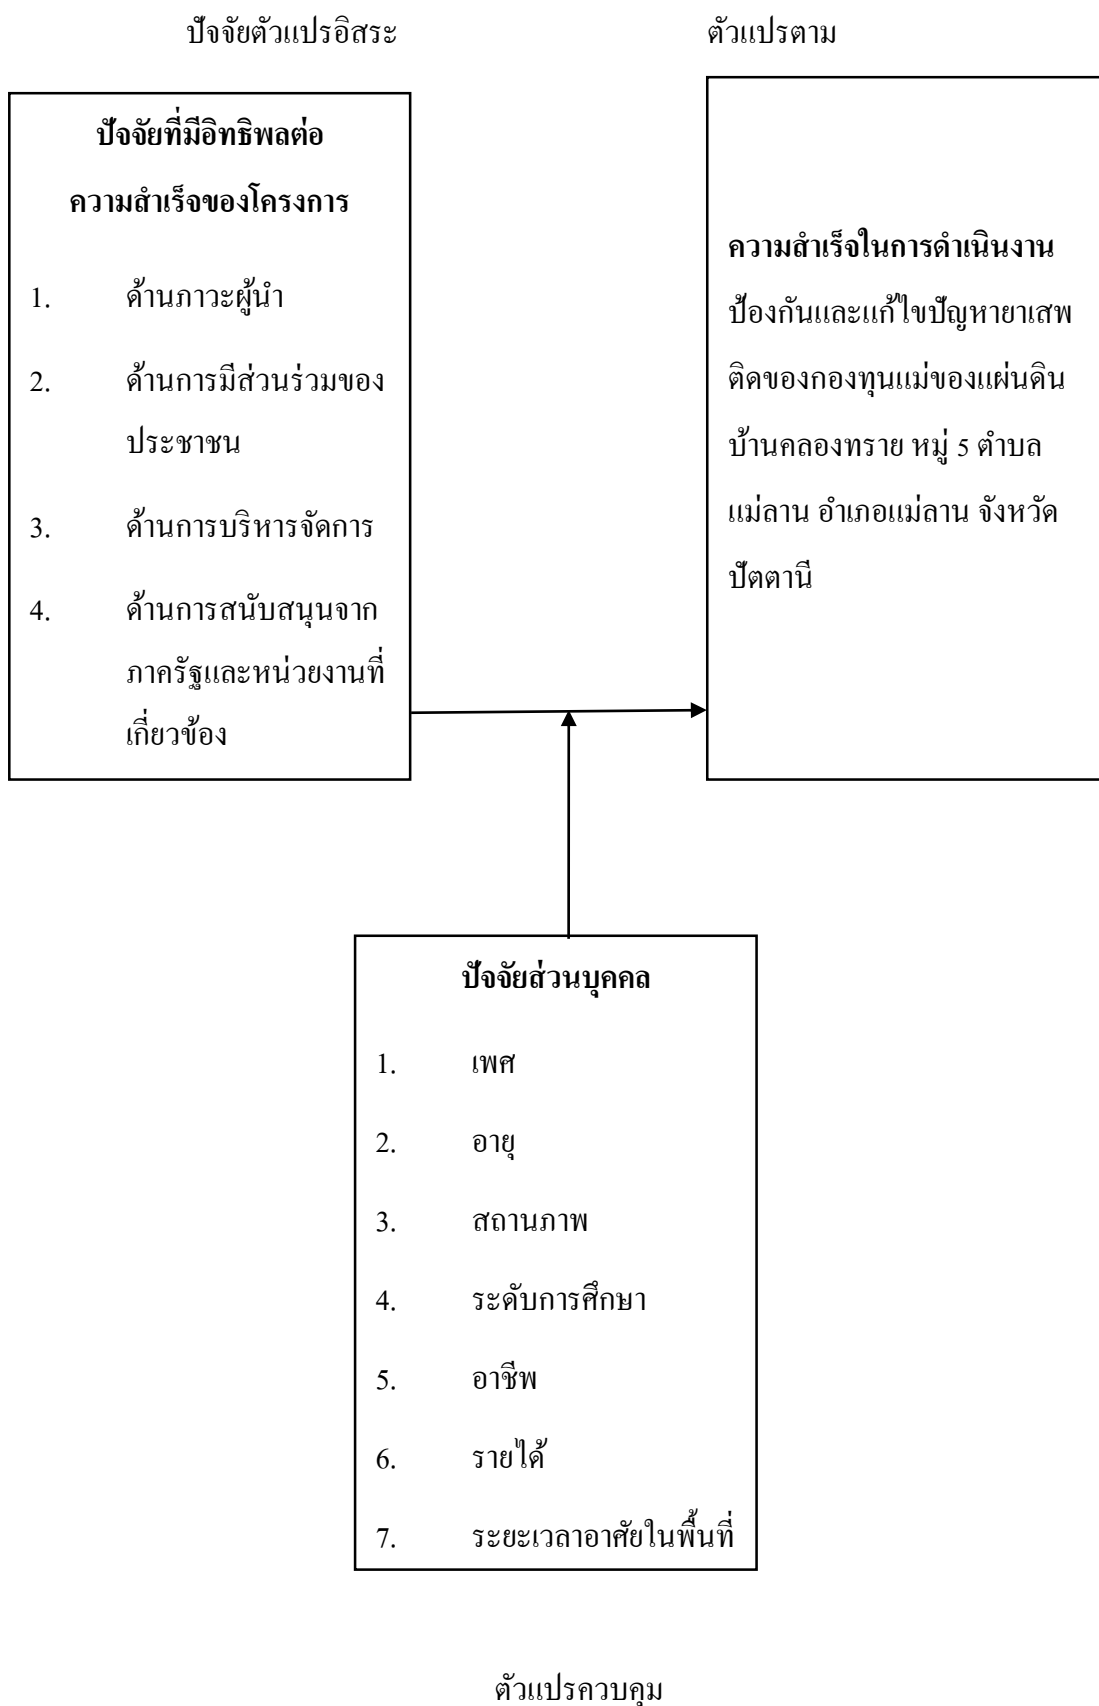 ปัจจัยตัวแปรอิสระ
ตัวแปรตาม
ปัจจัยที่มีอิทธิพลต่อ
ความสำเร็จของโครงการ
1. ด้านภาวะผู้นำ
2. ด้านการมีส่วนร่วมของ
ประชาชน
3. ด้านการบริหารจัดการ
4. ด้านการสนับสนุนจาก
ภาครัฐและหน่วยงานที่
เกี่ยวข้อง
ความสำเร็จในการดำเนินงาน
ป้องกันและแก้ไขปัญหายาเสพ
ติดของกองทุนแม่ของแผ่นดิน
บ้านคลองทราย หมู่ 5 ตำบล
แม่ลาน อำเภอแม่ลาน จังหวัด
ปัตตานี
ปัจจัยส่วนบุคคล
1. เพศ
2. อายุ
3. สถานภาพ
4. ระดับการศึกษา
5. อาชีพ
6. รายได้
7. ระยะเวลาอาศัยในพื้นที่
ตัวแปรควบคุม